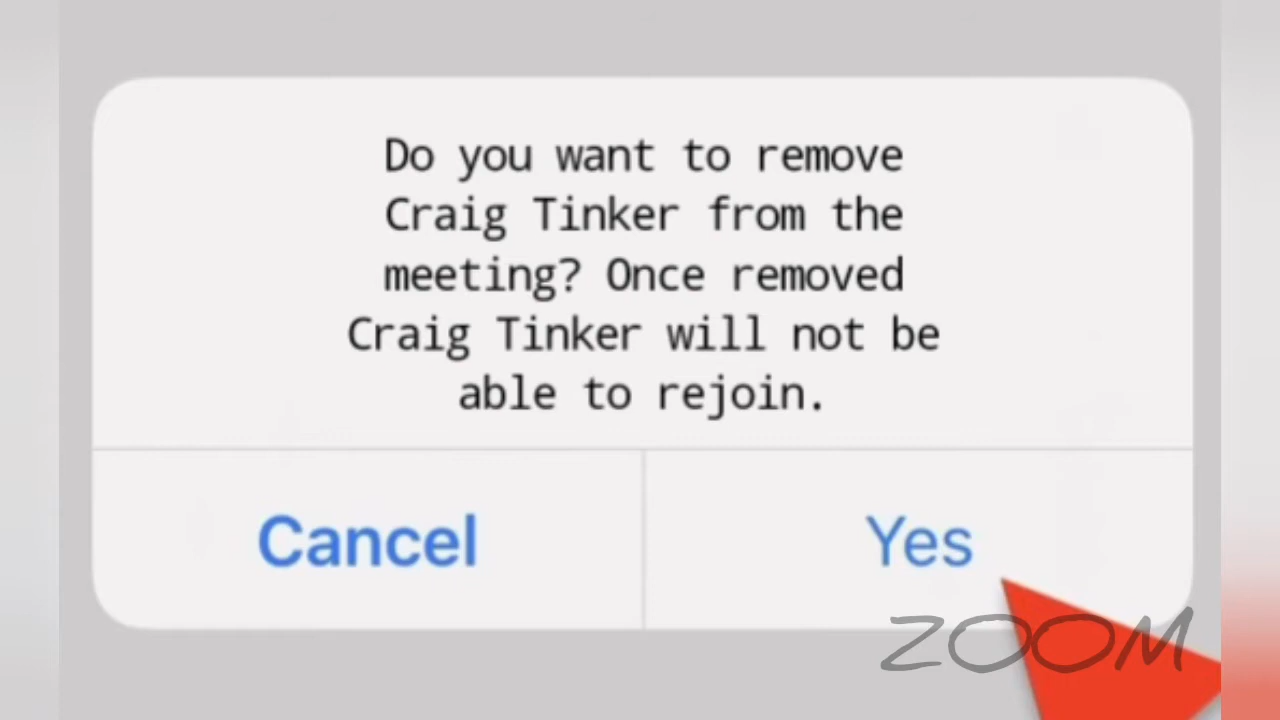 Do you want to remove
Craig Tinker from the
meeting? Once removed
Craig Tinker will not be
able to rejoin.
Cancel
Yes
ZOOM